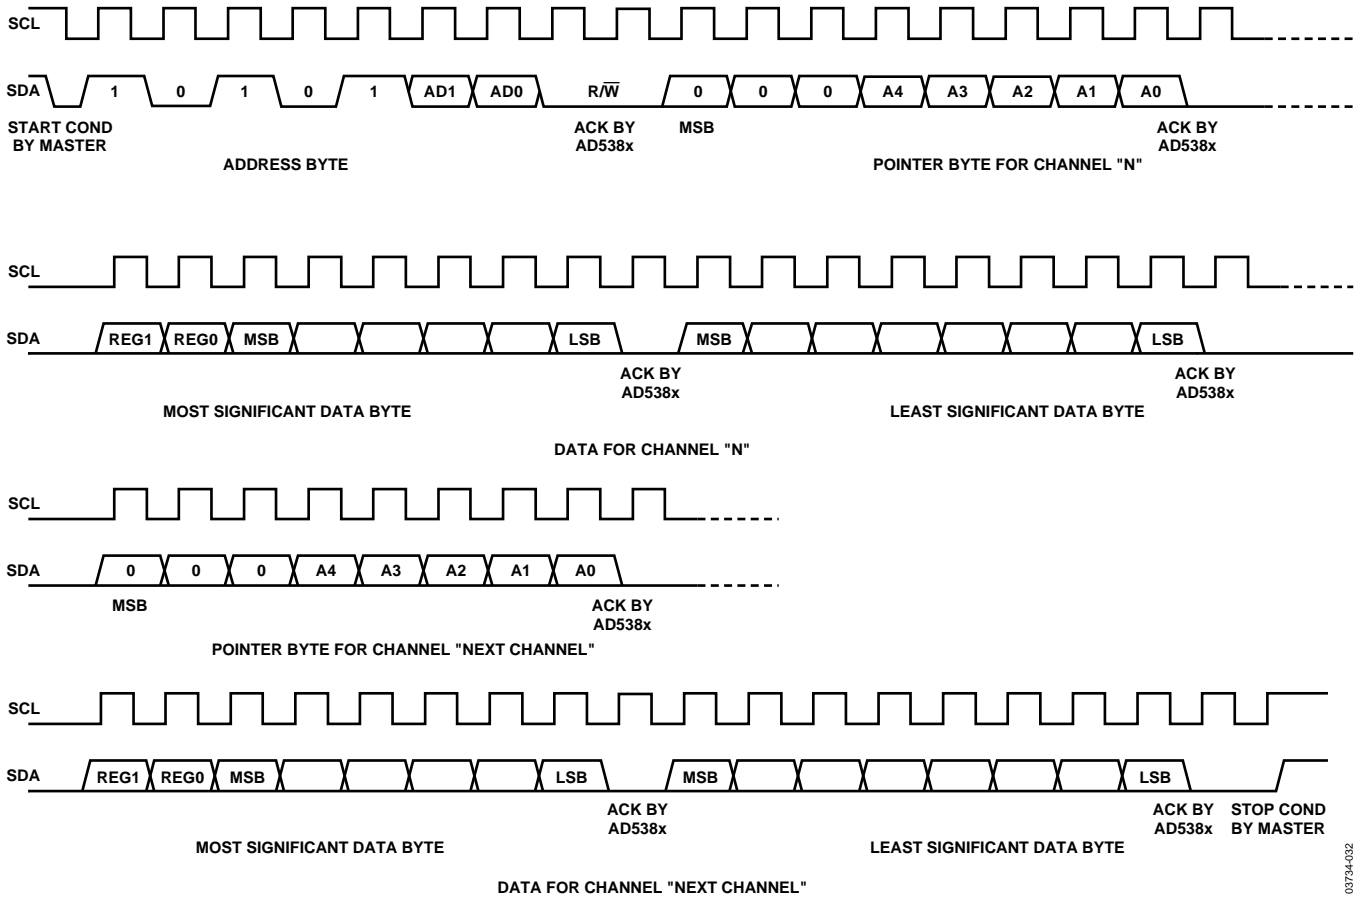 SCL
SDA 1 0 1 0 1 AD1 AD0 R/W̅ 0 0 0 A4 A3 A2 A1 A0
START COND
BY MASTER
ACK BY
AD538x
MSB
ACK BY
AD538x
ADDRESS BYTE
POINTER BYTE FOR CHANNEL "N"
SCL
SDA REG1 REG0 MSB LSB MSB LSB
ACK BY
AD538x
ACK BY
AD538x
MOST SIGNIFICANT DATA BYTE
LEAST SIGNIFICANT DATA BYTE
DATA FOR CHANNEL "N"
SCL
SDA 0 0 0 A4 A3 A2 A1 A0
MSB
ACK BY
AD538x
POINTER BYTE FOR CHANNEL "NEXT CHANNEL"
SCL
SDA REG1 REG0 MSB LSB MSB LSB
ACK BY
AD538x
ACK BY
AD538x
STOP COND
BY MASTER
MOST SIGNIFICANT DATA BYTE
LEAST SIGNIFICANT DATA BYTE
DATA FOR CHANNEL "NEXT CHANNEL"
03734-032